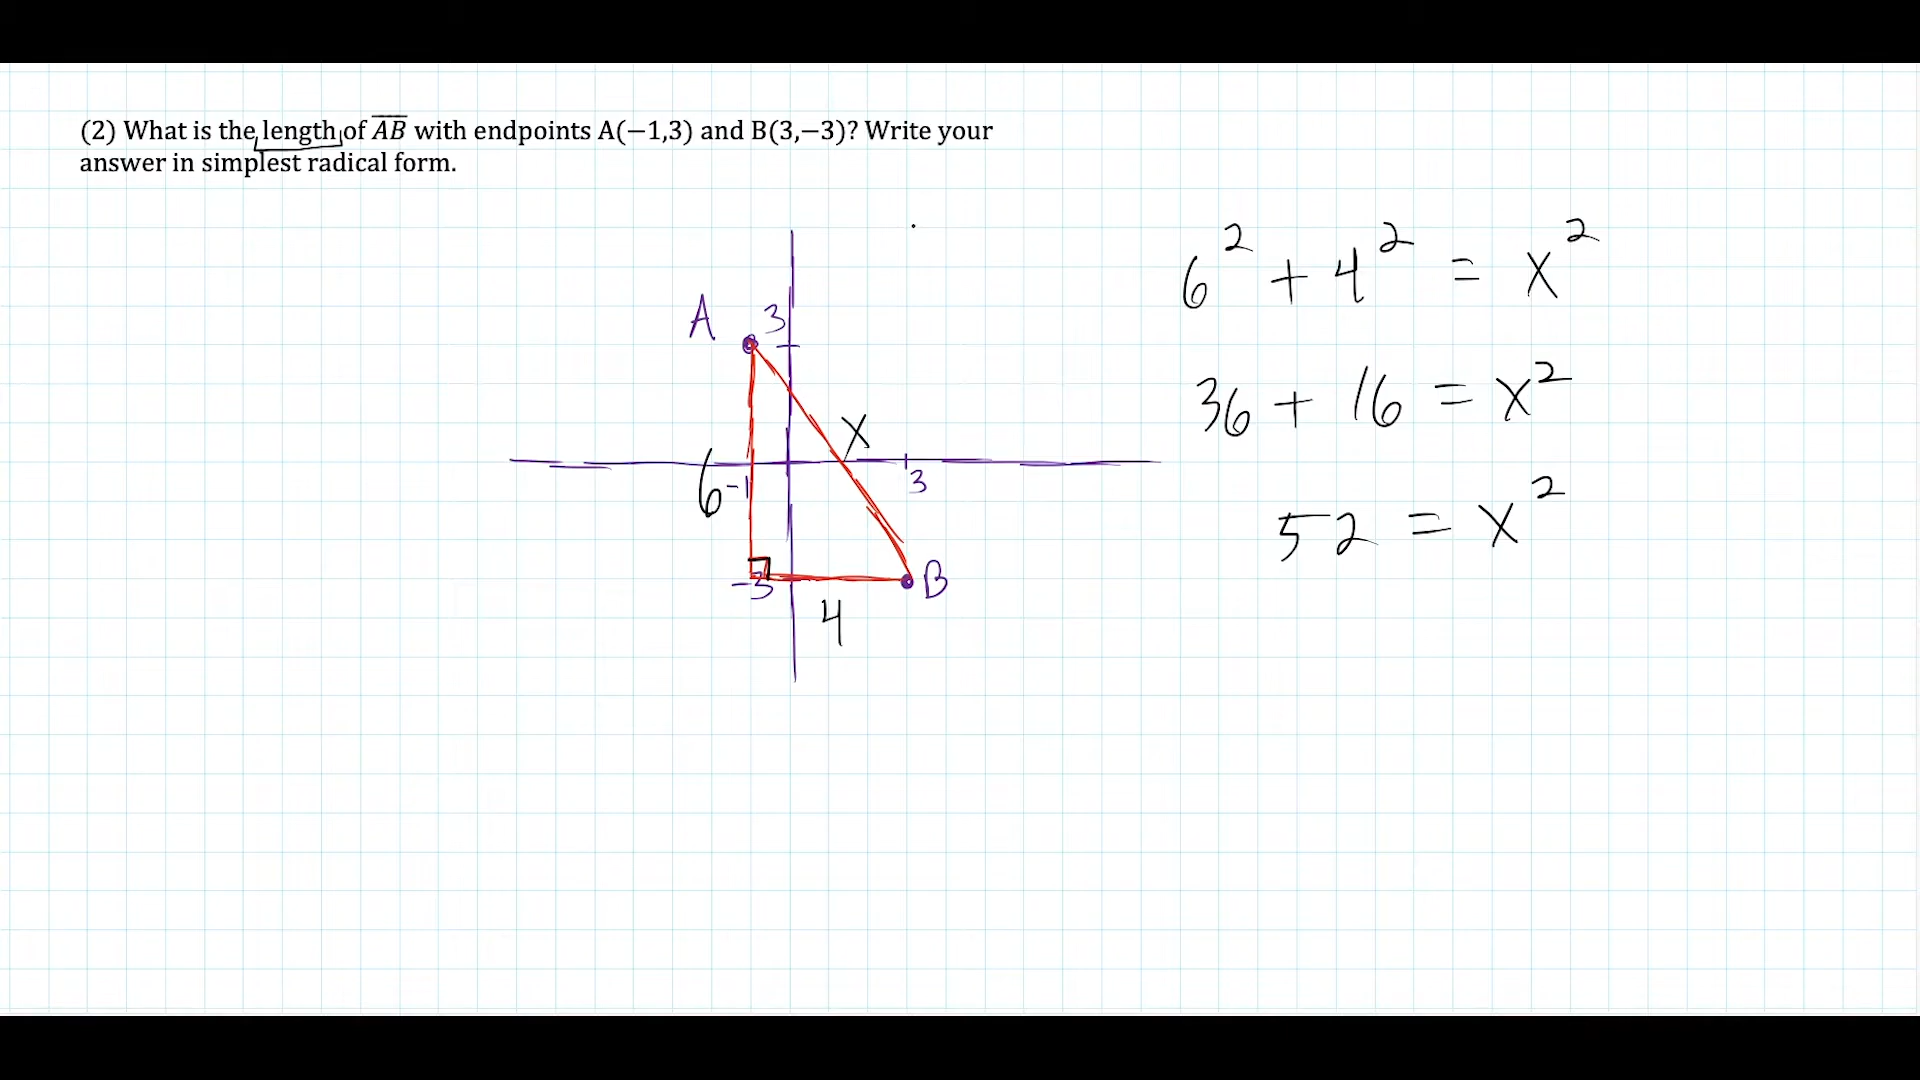 (2) What is the length of AB with endpoints A(−1,3) and B(3,−3)? Write your
answer in simplest radical form.
6² + 4² = x²
A 3
36 + 16 = x²
x
6 -1 3
52 = x²
-3 B
4